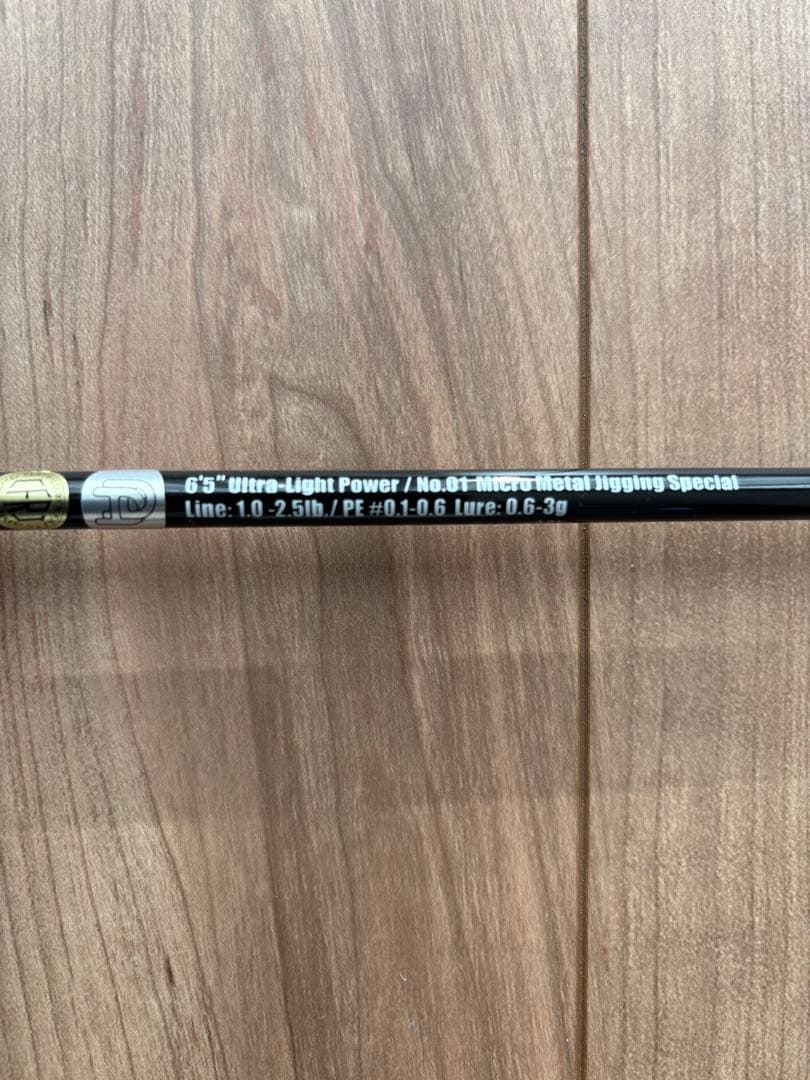 6'5" Ultra-Light Power / No.01 Micro Metal Jigging Special
Line: 1.0 -2.5lb. / PE #0.1-0.6 Lure: 0.6-3g